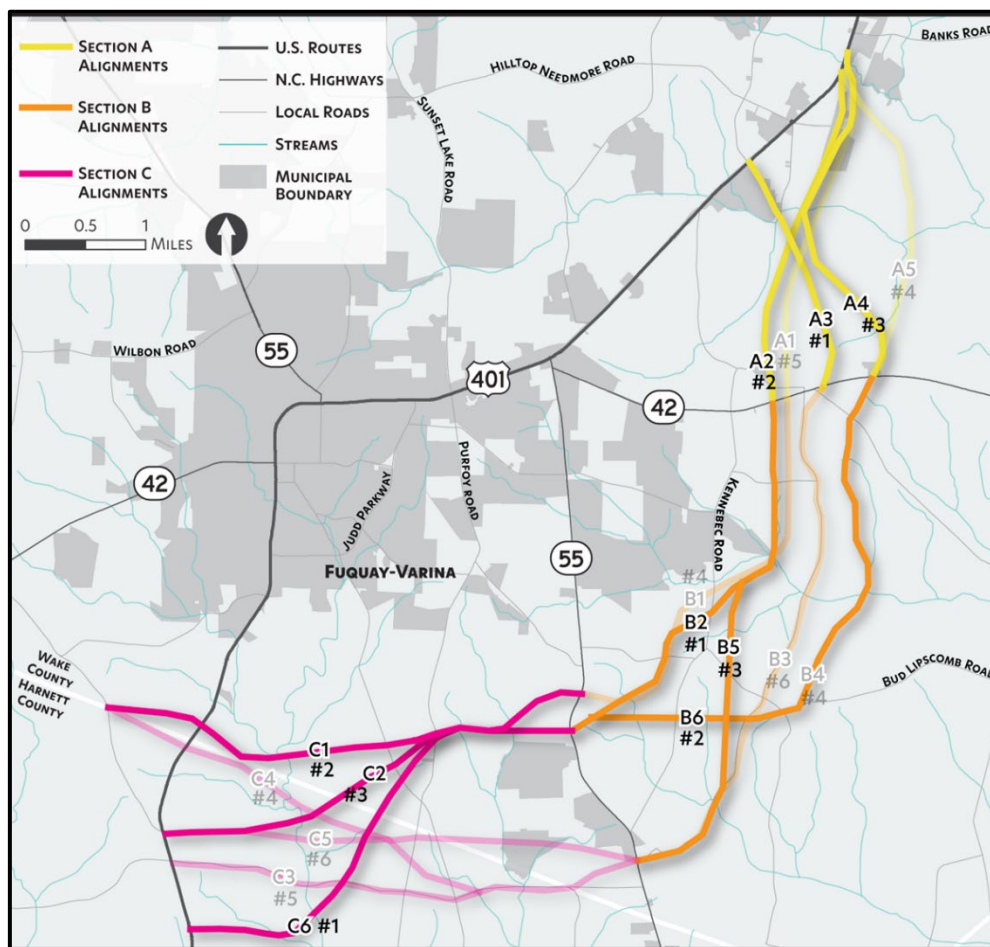 SECTION A
ALIGNMENTS
SECTION B
ALIGNMENTS
SECTION C
ALIGNMENTS
0 0.5 1
MILES
U.S. ROUTES
N.C. HIGHWAYS
LOCAL ROADS
STREAMS
MUNICIPAL
BOUNDARY
BANKS ROAD
HILLTOP NEEDMORE ROAD
SUNSET LAKE ROAD
A5
#4
A4
#3
A3
#1
A1
#5
A2
#2
WILBON ROAD
55
401
42
42
PURFOY ROAD
JUDD PARKWAY
KENNEBEC ROAD
FUQUAY-VARINA
55
#4
B1
B2
#1
B5
#3
B3
#6
B4
#4
BUD LIPSCOMB ROAD
WAKE
COUNTY
HARNETT
COUNTY
B6
#2
C1
#2
C2
#3
C4
#4
C5
#6
C3
#5
C6 #1